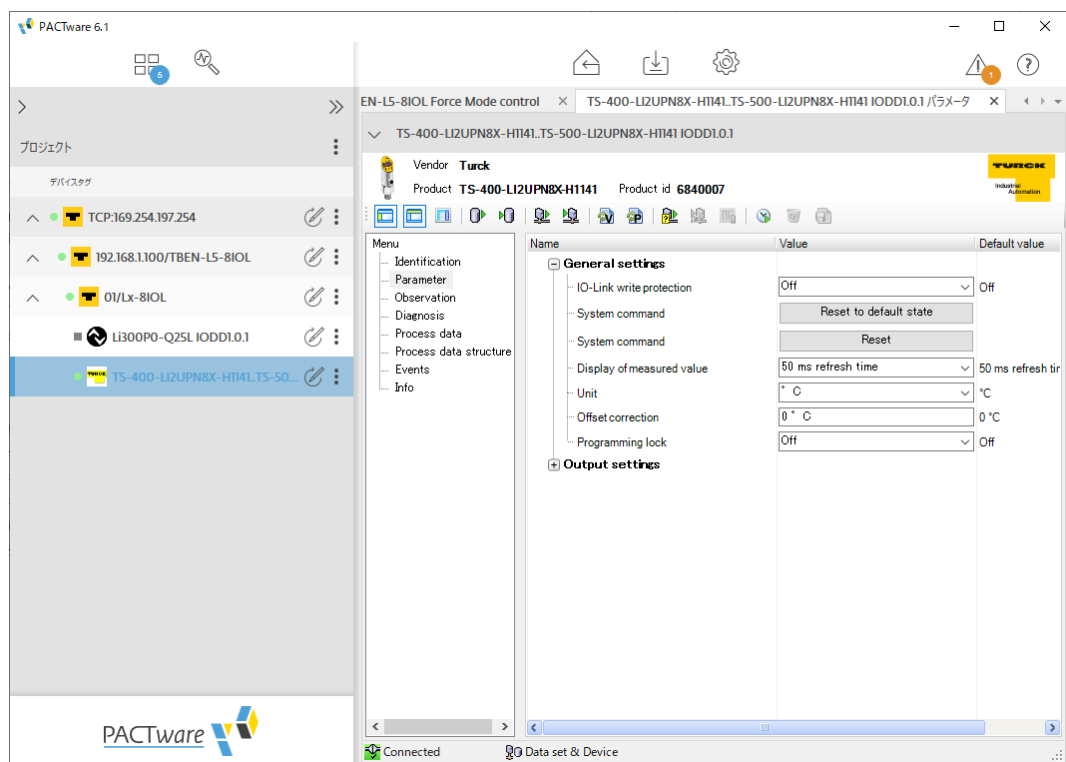 PACTware 6.1
5
1
?
EN-L5-8IOL Force Mode control
TS-400-LI2UPN8X-H1141..TS-500-LI2UPN8X-H1141 IODD1.0.1 パラメータ
プロジェクト
TS-400-LI2UPN8X-H1141..TS-500-LI2UPN8X-H1141 IODD1.0.1
デバイスタグ
Vendor Turck
TURCK
Product TS-400-LI2UPN8X-H1141 Product id 6840007
Industrial
Automation
TCP:169.254.197.254
192.168.1.100/TBEN-L5-8IOL
01/Lx-8IOL
Li300P0-Q25L IODD1.0.1
TURCK
TS-400-LI2UPN8X-H1141..TS-50...
Menu
Identification
Parameter
Observation
Diagnosis
Process data
Process data structure
Events
Info
Name Value Default value
General settings
IO-Link write protection Off Off
System command Reset to default state
System command Reset
Display of measured value 50 ms refresh time 50 ms refresh tir
Unit ° C °C
Offset correction 0 ° C 0 °C
Programming lock Off Off
Output settings
PACTware
Connected
Data set & Device